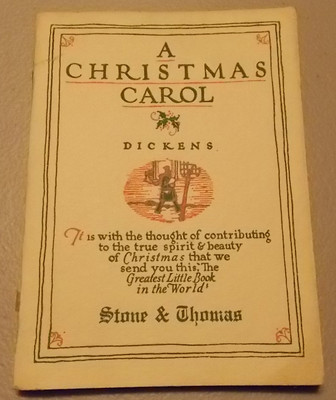 A
CHRISTMAS
CAROL
DICKENS
It is with the thought of contributing
to the true spirit & beauty
of Christmas that we
send you this, "The
Greatest Little Book
in the World"
Stone & Thomas